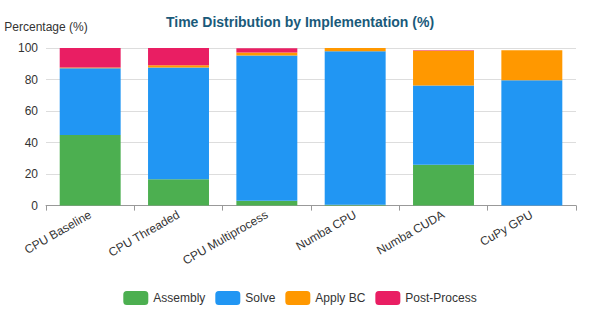 Time Distribution by Implementation (%)
Percentage (%)
100
80
60
40
20
0
CPU Baseline
CPU Threaded
CPU Multiprocess
Numba CPU
Numba CUDA
CuPy GPU
Assembly
Solve
Apply BC
Post-Process